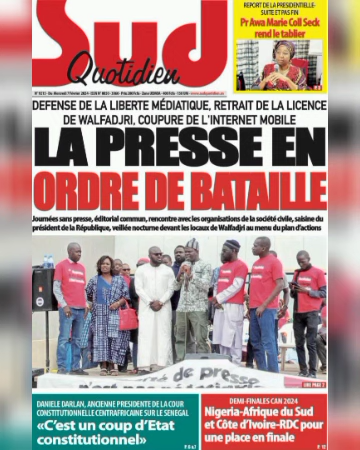 REPORT DE LA PRESIDENTIELLE-
SUITE ET PAS FIN
Pr Awa Marie Coll Seck
rend le tablier
Sud
Quotidien
DEFENSE DE LA LIBERTÉ MÉDIATIQUE, RETRAIT DE LA LICENCE
DE WALFADJRI, COUPURE DE L'INTERNET MOBILE
LA PRESSE EN
ORDRE DE BATAILLE
Journées sans presse, éditorial commun, rencontre avec les organisations de la société civile, saisine du
président de la République, veillée nocturne devant les locaux de Walfadjri au menu du plan d'actions
DANIELE DARLAN, ANCIENNE PRESIDENTE DE LA COUR
CONSTITUTIONNELLE CENTRAFRICAINE SUR LE SENEGAL
«C'est un coup d'Etat
constitutionnel»
DEMI-FINALES CAN 2024
Nigeria-Afrique du Sud
et Côte d'Ivoire-RDC pour
une place en finale